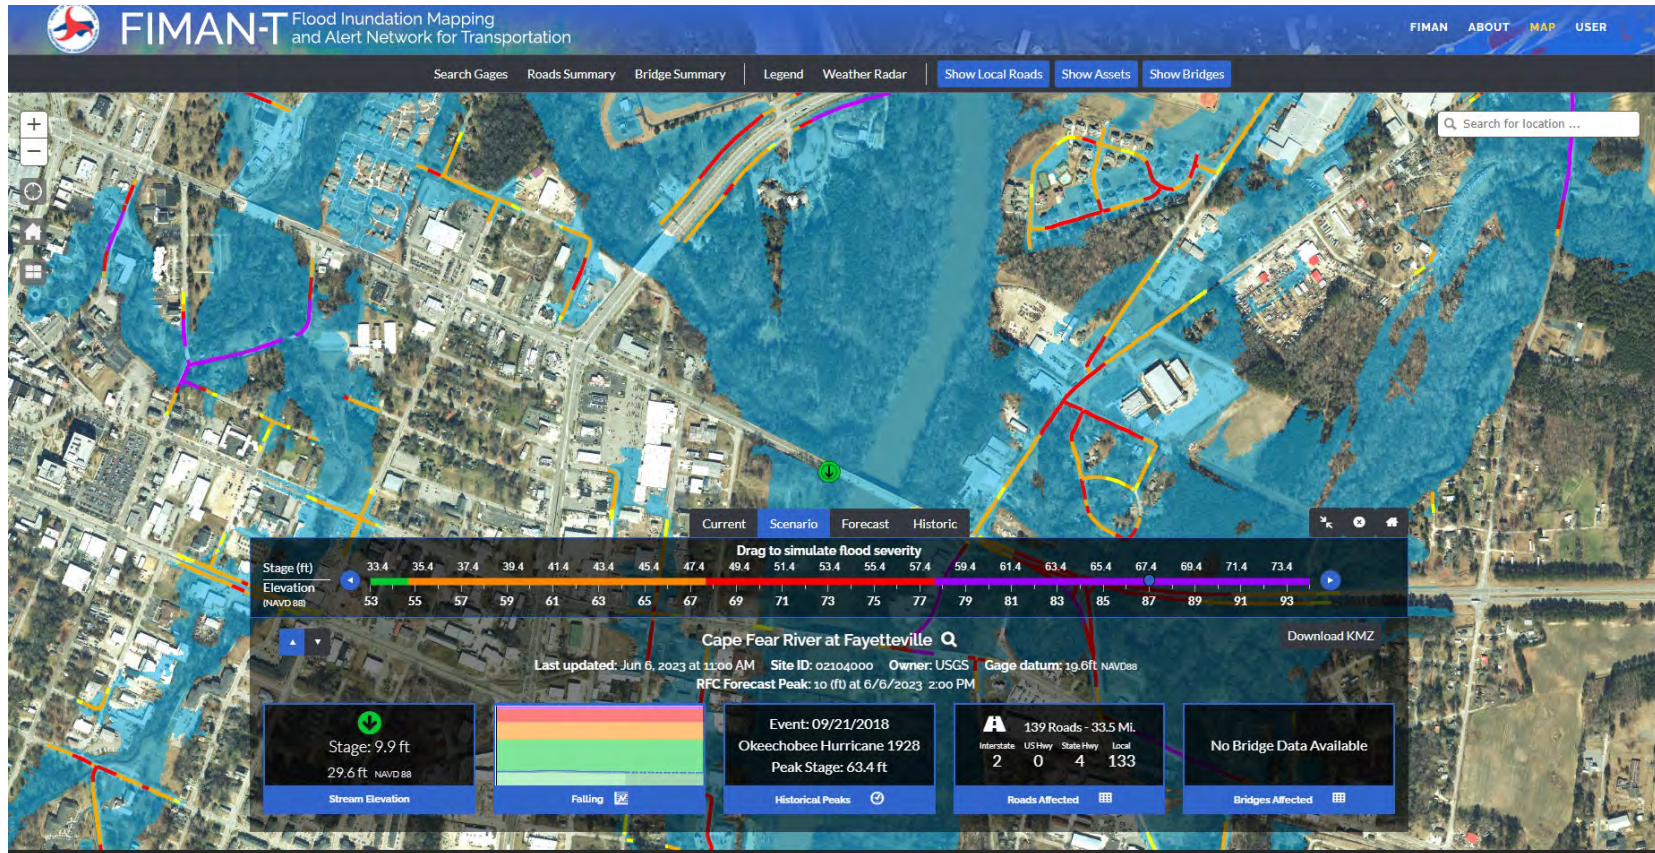 FIMAN-T Flood Inundation Mapping
and Alert Network for Transportation
FIMAN ABOUT MAP USER
Search Gages Roads Summary Bridge Summary Legend Weather Radar Show Local Roads Show Assets Show Bridges
+
−
Search for location ...
Current Scenario Forecast Historic
Drag to simulate flood severity
Stage (ft) 33.4 35.4 37.4 39.4 41.4 43.4 45.4 47.4 49.4 51.4 53.4 55.4 57.4 59.4 61.4 63.4 65.4 67.4 69.4 71.4 73.4
Elevation
(NAVD 88) 53 55 57 59 61 63 65 67 69 71 73 75 77 79 81 83 85 87 89 91 93
Cape Fear River at Fayetteville
Download KMZ
Last updated: Jun 6, 2023 at 11:00 AM Site ID: 02104000 Owner: USGS Gage datum: 19.6ft NAVD88
RFC Forecast Peak: 10 (ft) at 6/6/2023 2:00 PM
Stage: 9.9 ft
29.6 ft NAVD 88
Stream Elevation
Falling
Event: 09/21/2018
Okeechobee Hurricane 1928
Peak Stage: 63.4 ft
Historical Peaks
139 Roads - 33.5 Mi.
Interstate US Hwy State Hwy Local
2 0 4 133
Roads Affected
No Bridge Data Available
Bridges Affected